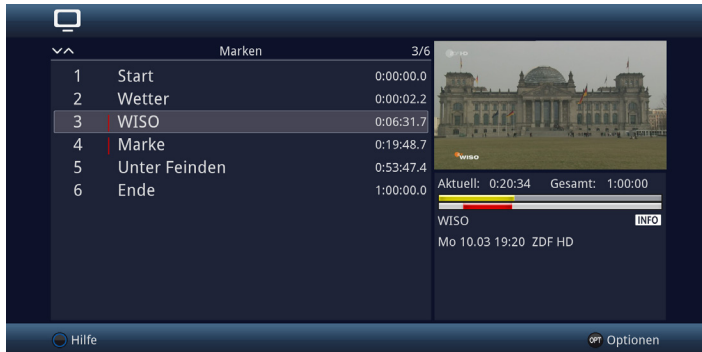 Marken 3/6
1 Start 0:00:00.0
2 Wetter 0:00:02.2
3 WISO 0:06:31.7
4 Marke 0:19:48.7
5 Unter Feinden 0:53:47.4
6 Ende 1:00:00.0
WISO
Aktuell: 0:20:34 Gesamt: 1:00:00
WISO INFO
Mo 10.03 19:20 ZDF HD
Hilfe
OPT Optionen